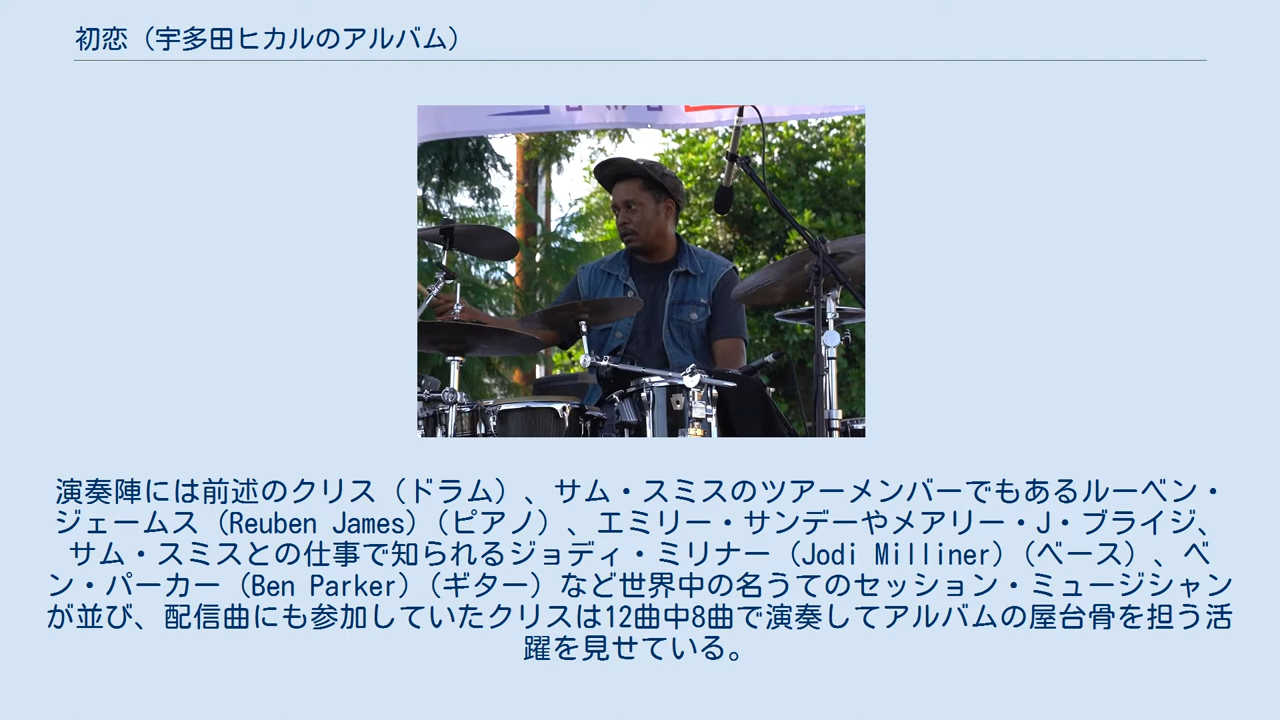 初恋（宇多田ヒカルのアルバム）
演奏陣には前述のクリス（ドラム）、サム・スミスのツアーメンバーでもあるルーベン・
ジェームス（Reuben James）（ピアノ）、エミリー・サンデーやメアリー・J・ブライジ、
サム・スミスとの仕事で知られるジョディ・ミリナー（Jodi Milliner）（ベース）、ベ
ン・パーカー（Ben Parker）（ギター）など世界中の名うてのセッション・ミュージシャン
が並び、配信曲にも参加していたクリスは12曲中8曲で演奏してアルバムの屋台骨を担う活
躍を見せている。